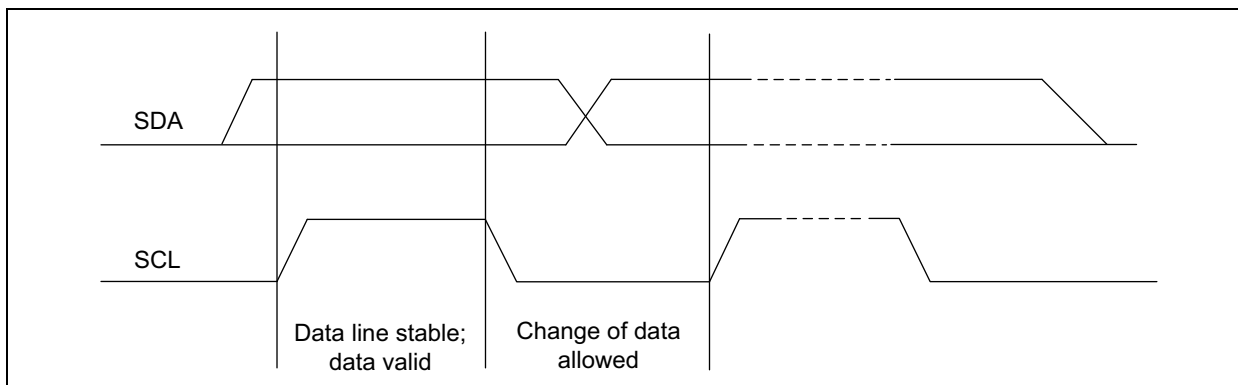 SDA
SCL
Data line stable;
data valid
Change of data
allowed